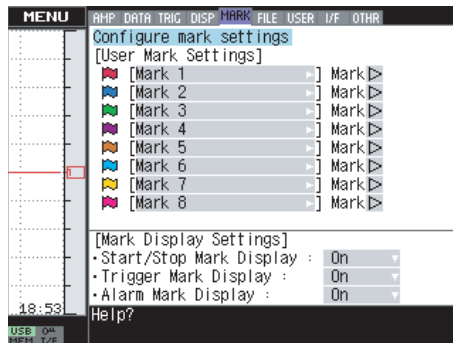 MENU
AMP DATA TRIG DISP MARK FILE USER I/F OTHR
Configure mark settings
[User Mark Settings]
[Mark 1 ] Mark
[Mark 2 ] Mark
[Mark 3 ] Mark
[Mark 4 ] Mark
[Mark 5 ] Mark
[Mark 6 ] Mark
[Mark 7 ] Mark
[Mark 8 ] Mark
1
[Mark Display Settings]
・Start/Stop Mark Display : On
・Trigger Mark Display : On
・Alarm Mark Display : On
18:53
Help?
USB
MEM I/F